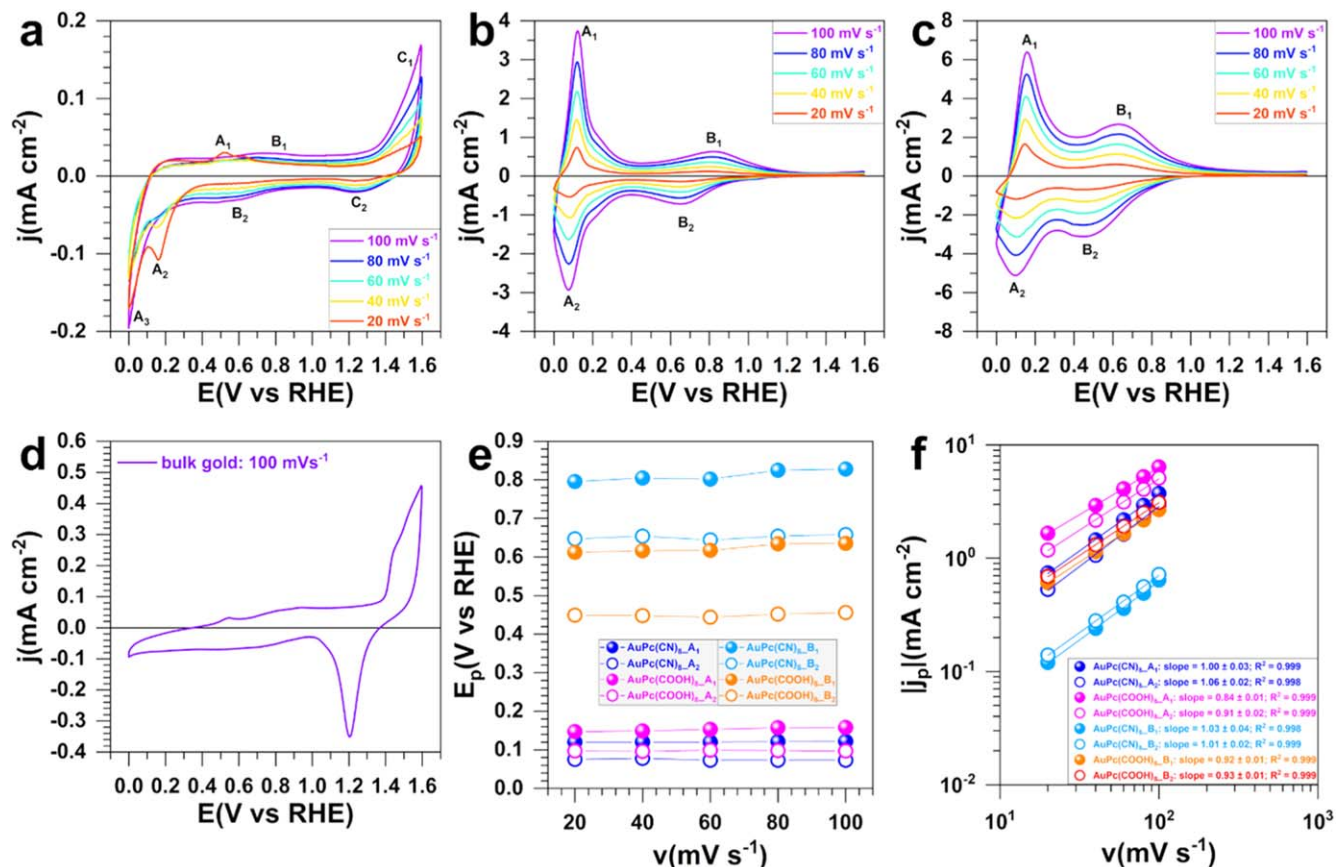 a
j(mA cm⁻²)
0.2
0.1
0.0
-0.1
-0.2
A₁
B₁
C₁
A₂
B₂
C₂
A₃
100 mV s⁻¹
80 mV s⁻¹
60 mV s⁻¹
40 mV s⁻¹
20 mV s⁻¹
0.0 0.2 0.4 0.6 0.8 1.0 1.2 1.4 1.6
E(V vs RHE)
b
j(mA cm⁻²)
4
3
2
1
0
-1
-2
-3
-4
A₁
B₁
A₂
B₂
100 mV s⁻¹
80 mV s⁻¹
60 mV s⁻¹
40 mV s⁻¹
20 mV s⁻¹
0.0 0.2 0.4 0.6 0.8 1.0 1.2 1.4 1.6
E(V vs RHE)
c
j(mA cm⁻²)
8
6
4
2
0
-2
-4
-6
-8
A₁
B₁
A₂
B₂
100 mV s⁻¹
80 mV s⁻¹
60 mV s⁻¹
40 mV s⁻¹
20 mV s⁻¹
0.0 0.2 0.4 0.6 0.8 1.0 1.2 1.4 1.6
E(V vs RHE)
d
j(mA cm⁻²)
0.6
0.5
0.4
0.3
0.2
0.1
0.0
-0.1
-0.2
-0.3
-0.4
bulk gold: 100 mVs⁻¹
0.0 0.2 0.4 0.6 0.8 1.0 1.2 1.4 1.6
E(V vs RHE)
e
Eₚ(V vs RHE)
0.9
0.8
0.7
0.6
0.5
0.4
0.3
0.2
0.1
0.0
AuPc(CN)₈_A₁ AuPc(CN)₈_B₁
AuPc(CN)₈_A₂ AuPc(CN)₈_B₂
AuPc(COOH)₈_A₁ AuPc(COOH)₈_B₁
AuPc(COOH)₈_A₂ AuPc(COOH)₈_B₂
20 40 60 80 100
v(mV s⁻¹)
f
|jₚ|(mA cm⁻²)
10¹
10⁰
10⁻¹
10⁻²
AuPc(CN)₈_A₁: slope = 1.00 ± 0.03; R² = 0.999
AuPc(CN)₈_A₂: slope = 1.06 ± 0.02; R² = 0.998
AuPc(COOH)₈_A₁: slope = 0.84 ± 0.01; R² = 0.999
AuPc(COOH)₈_A₂: slope = 0.91 ± 0.02; R² = 0.999
AuPc(CN)₈_B₁: slope = 1.03 ± 0.04; R² = 0.998
AuPc(CN)₈_B₂: slope = 1.01 ± 0.02; R² = 0.999
AuPc(COOH)₈_B₁: slope = 0.92 ± 0.01; R² = 0.999
AuPc(COOH)₈_B₂: slope = 0.93 ± 0.01; R² = 0.999
10¹ 10² 10³
v(mV s⁻¹)